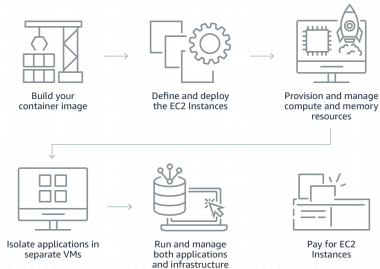 Build your
container image
Define and deploy
the EC2 Instances
Provision and manage
compute and memory
resources
Isolate applications in
separate VMs
Run and manage
both applications
and infrastructure
Pay for EC2
Instances